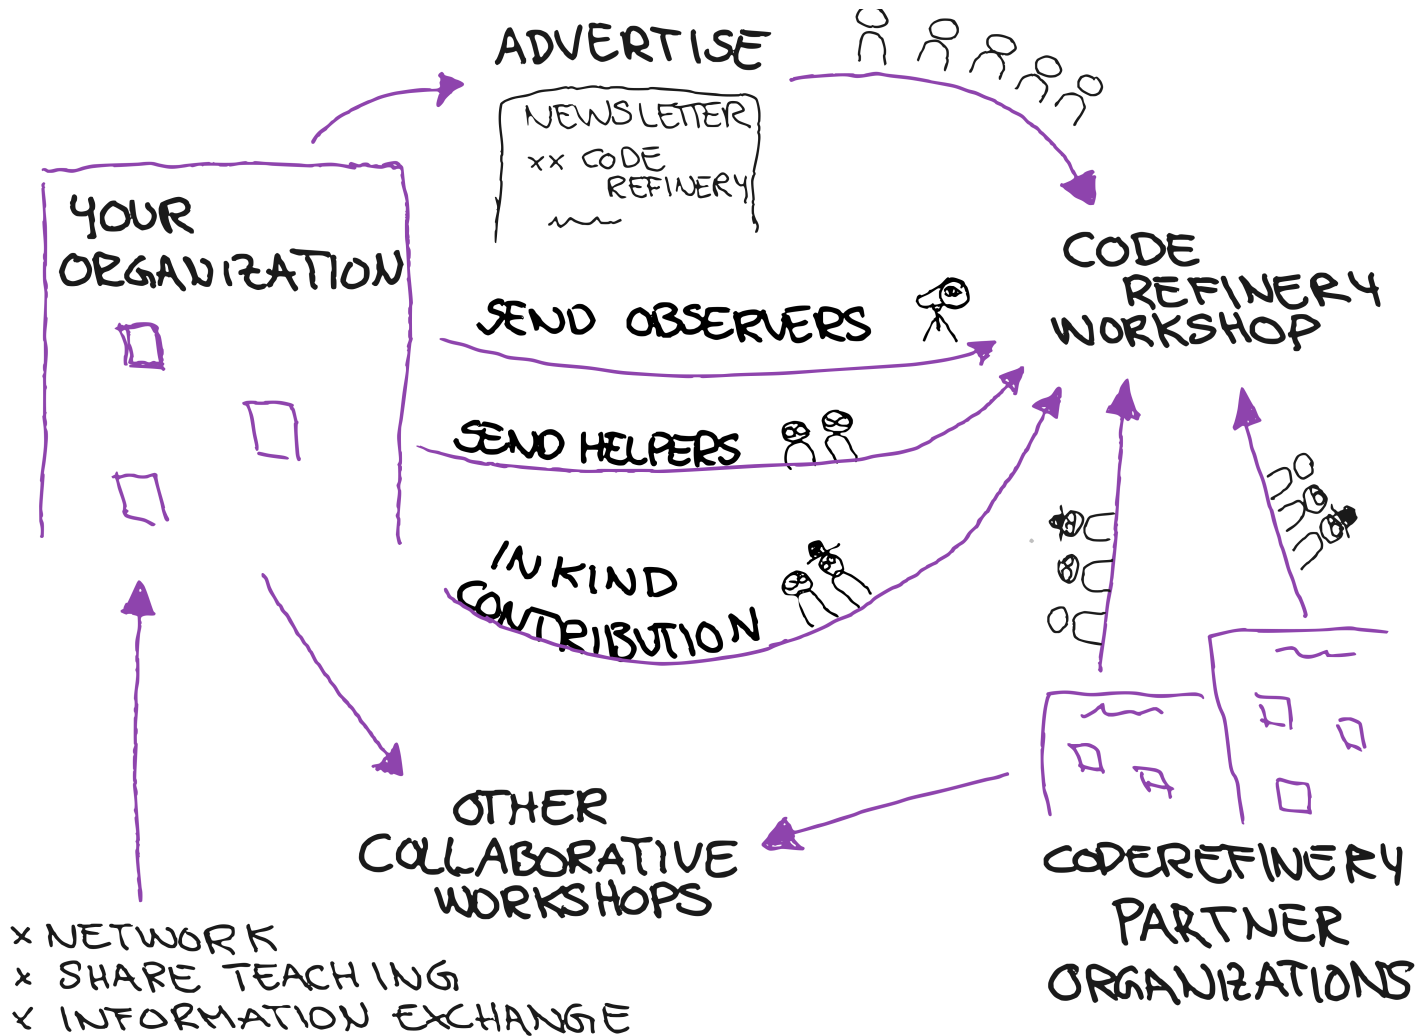 ADVERTISE
NEWSLETTER
xx CODE
REFINERY
YOUR
ORGANIZATION
CODE
REFINERY
WORKSHOP
SEND OBSERVERS
SEND HELPERS
IN KIND
CONTRIBUTION
OTHER
COLLABORATIVE
WORKSHOPS
CODEREFINERY
PARTNER
ORGANIZATIONS
x NETWORK
x SHARE TEACHING
x INFORMATION EXCHANGE